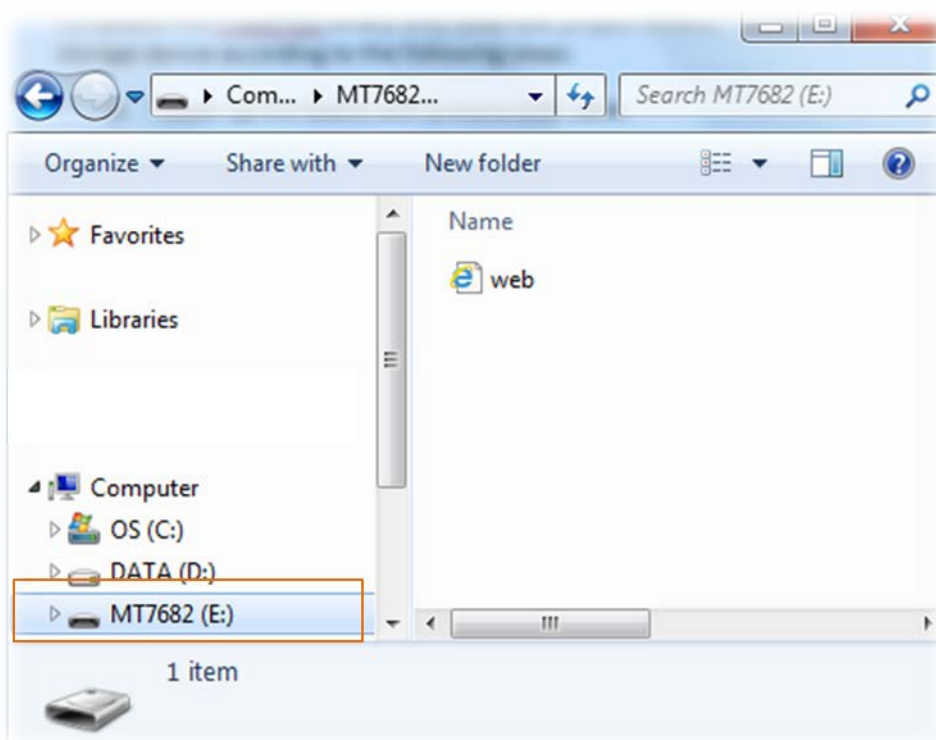 Com... MT7682... Search MT7682 (E:)
Organize Share with New folder
Name
web
Favorites
Libraries
Computer
OS (C:)
DATA (D:)
MT7682 (E:)
1 item